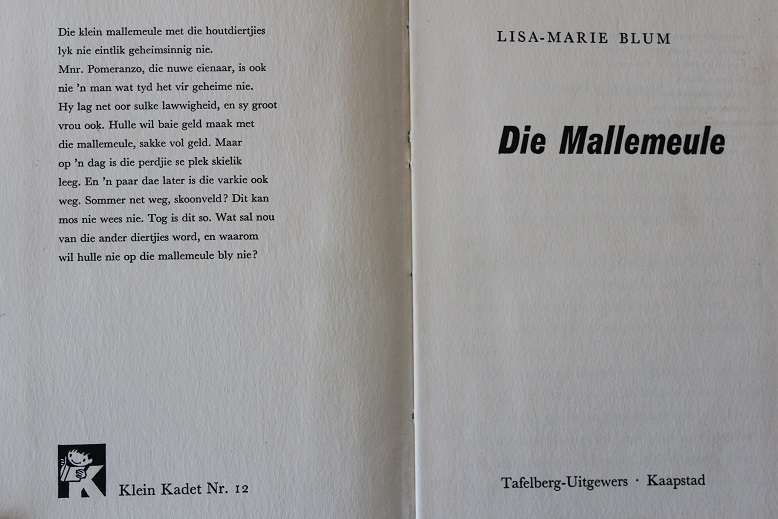 Die klein mallemeule met die houtdiertjies
lyk nie eintlik geheimsinnig nie.
Mnr. Pomeranzo, die nuwe eienaar, is ook
nie 'n man wat tyd het vir geheime nie.
Hy lag net oor sulke lawwigheid, en sy groot
vrou ook. Hulle wil baie geld maak met
die mallemeule, sakke vol geld. Maar
op 'n dag is die perdjie se plek skielik
leeg. En 'n paar dae later is die varkie ook
weg. Sommer net weg, skoonveld? Dit kan
mos nie wees nie. Tog is dit so. Wat sal nou
van die ander diertjies word, en waarom
wil hulle nie op die mallemeule bly nie?
K
Klein Kadet Nr. 12
LISA-MARIE BLUM
Die Mallemeule
Tafelberg-Uitgewers · Kaapstad